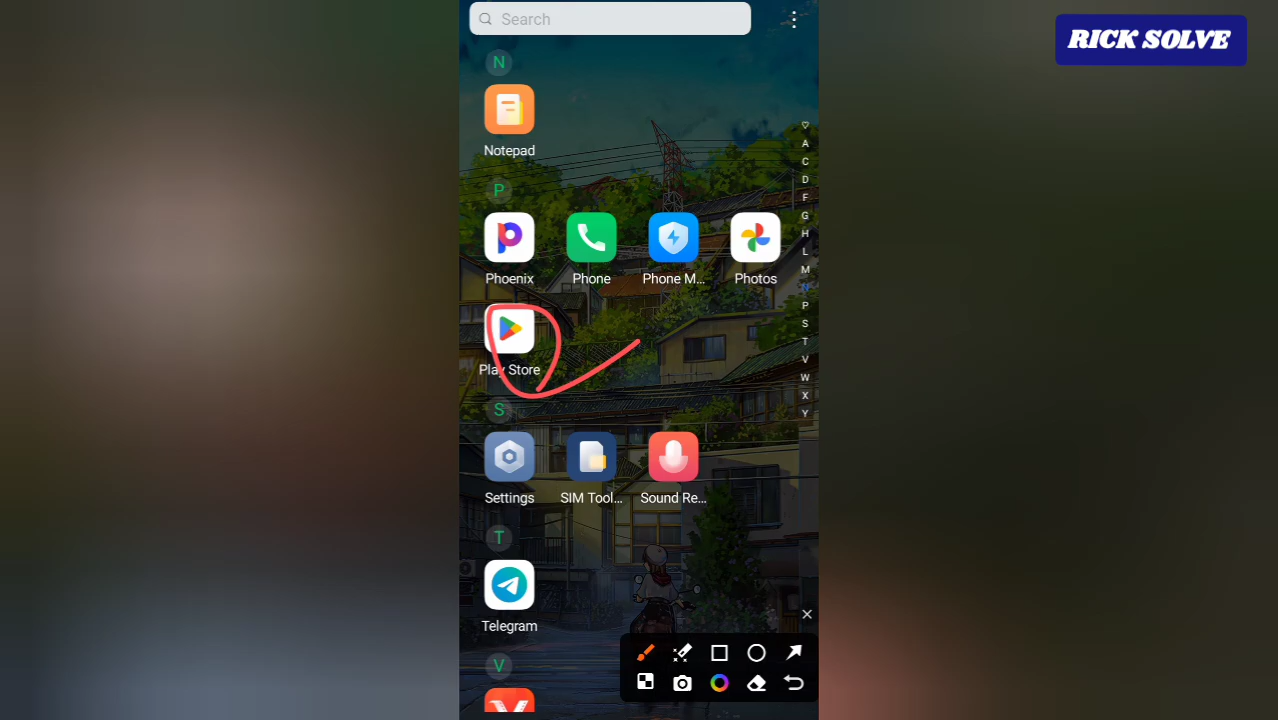 RICK SOLVE
Search
N
Notepad
P
Phoenix
Phone
Phone M...
Photos
Play Store
S
Settings
SIM Tool...
Sound Re...
T
Telegram
V
A
C
D
F
G
H
L
M
N
P
S
T
V
W
X
Y